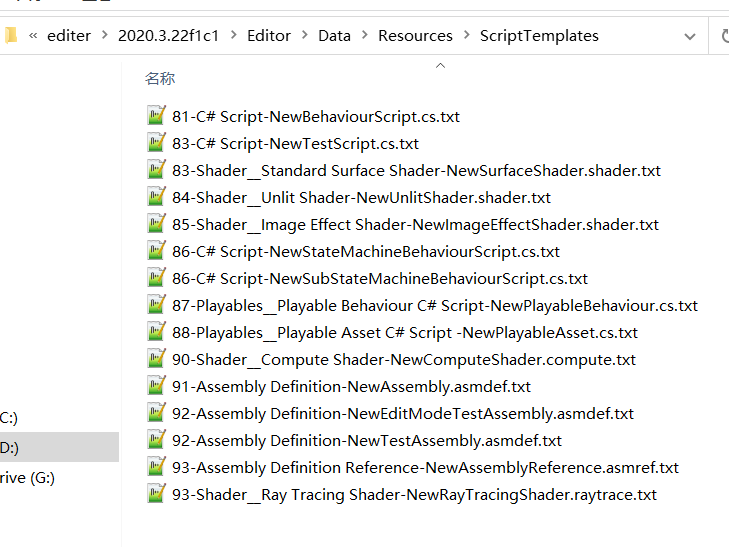 « editer > 2020.3.22f1c1 > Editor > Data > Resources > ScriptTemplates
名称
81-C# Script-NewBehaviourScript.cs.txt
83-C# Script-NewTestScript.cs.txt
83-Shader__Standard Surface Shader-NewSurfaceShader.shader.txt
84-Shader__Unlit Shader-NewUnlitShader.shader.txt
85-Shader__Image Effect Shader-NewImageEffectShader.shader.txt
86-C# Script-NewStateMachineBehaviourScript.cs.txt
86-C# Script-NewSubStateMachineBehaviourScript.cs.txt
87-Playables__Playable Behaviour C# Script-NewPlayableBehaviour.cs.txt
88-Playables__Playable Asset C# Script -NewPlayableAsset.cs.txt
90-Shader__Compute Shader-NewComputeShader.compute.txt
91-Assembly Definition-NewAssembly.asmdef.txt
92-Assembly Definition-NewEditModeTestAssembly.asmdef.txt
92-Assembly Definition-NewTestAssembly.asmdef.txt
93-Assembly Definition Reference-NewAssemblyReference.asmref.txt
93-Shader__Ray Tracing Shader-NewRayTracingShader.raytrace.txt
C:)
D:)
rive (G:)